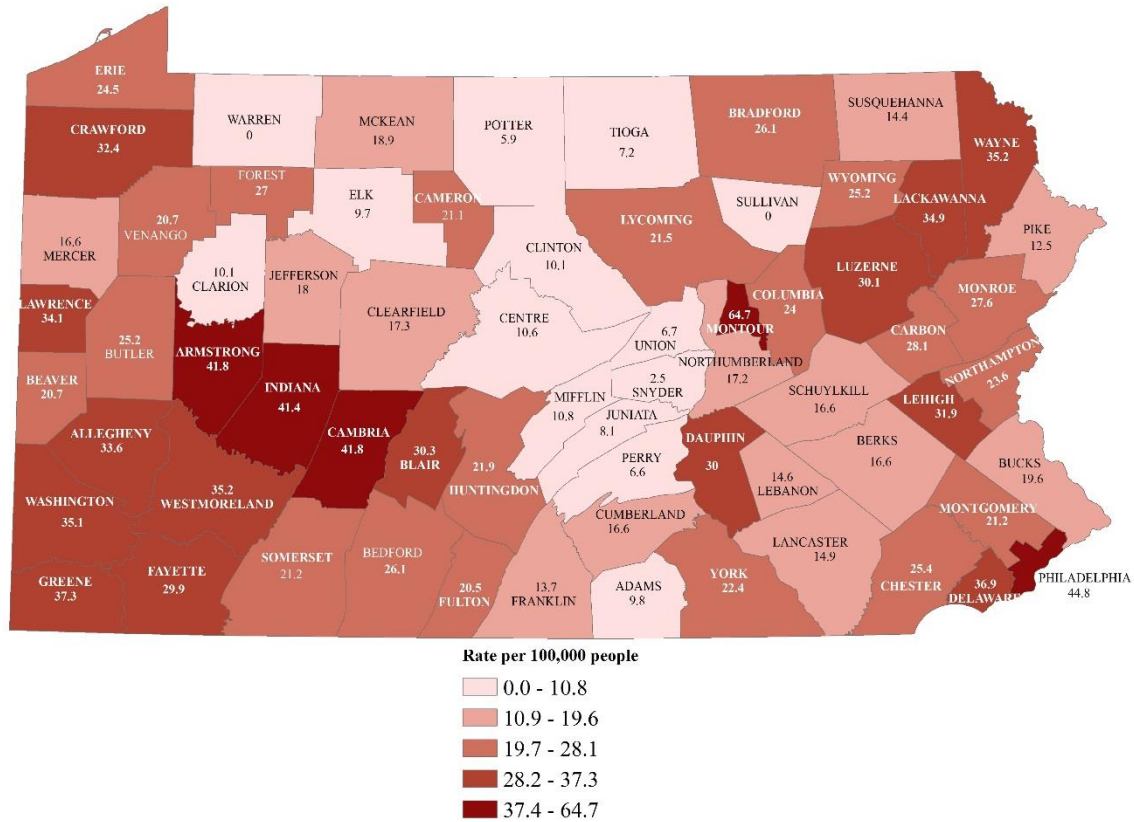 ERIE
24.5
CRAWFORD
32.4
WARREN
0
MCKEAN
18.9
POTTER
5.9
TIOGA
7.2
BRADFORD
26.1
SUSQUEHANNA
14.4
WAYNE
35.2
FOREST
27
ELK
9.7
CAMERON
21.1
WYOMING
25.2
LACKAWANNA
34.9
SULLIVAN
0
LYCOMING
21.5
20.7
VENANGO
16.6
MERCER
10.1
CLARION
JEFFERSON
18
CLINTON
10.1
PIKE
12.5
LUZERNE
30.1
LAWRENCE
34.1
25.2
BUTLER
CLEARFIELD
17.3
CENTRE
10.6
6.7
UNION
64.7
MONTOUR
COLUMBIA
24
MONROE
27.6
CARBON
28.1
ARMSTRONG
41.8
BEAVER
20.7
INDIANA
41.4
2.5
SNYDER
NORTHUMBERLAND
17.2
SCHUYLKILL
16.6
NORTHAMPTON
23.6
LEHIGH
31.9
MIFFLIN
10.8
JUNIATA
8.1
CAMBRIA
41.8
30.3
BLAIR
ALLEGHENY
33.6
DAUPHIN
30
BERKS
16.6
BUCKS
19.6
PERRY
6.6
21.9
HUNTINGDON
14.6
LEBANON
35.2
WESTMORELAND
WASHINGTON
35.1
CUMBERLAND
16.6
MONTGOMERY
21.2
LANCASTER
14.9
SOMERSET
21.2
BEDFORD
26.1
20.5
FULTON
13.7
FRANKLIN
ADAMS
9.8
YORK
22.4
25.4
CHESTER
36.9
DELAWARE
PHILADELPHIA
44.8
GREENE
37.3
FAYETTE
29.9
Rate per 100,000 people
0.0 - 10.8
10.9 - 19.6
19.7 - 28.1
28.2 - 37.3
37.4 - 64.7